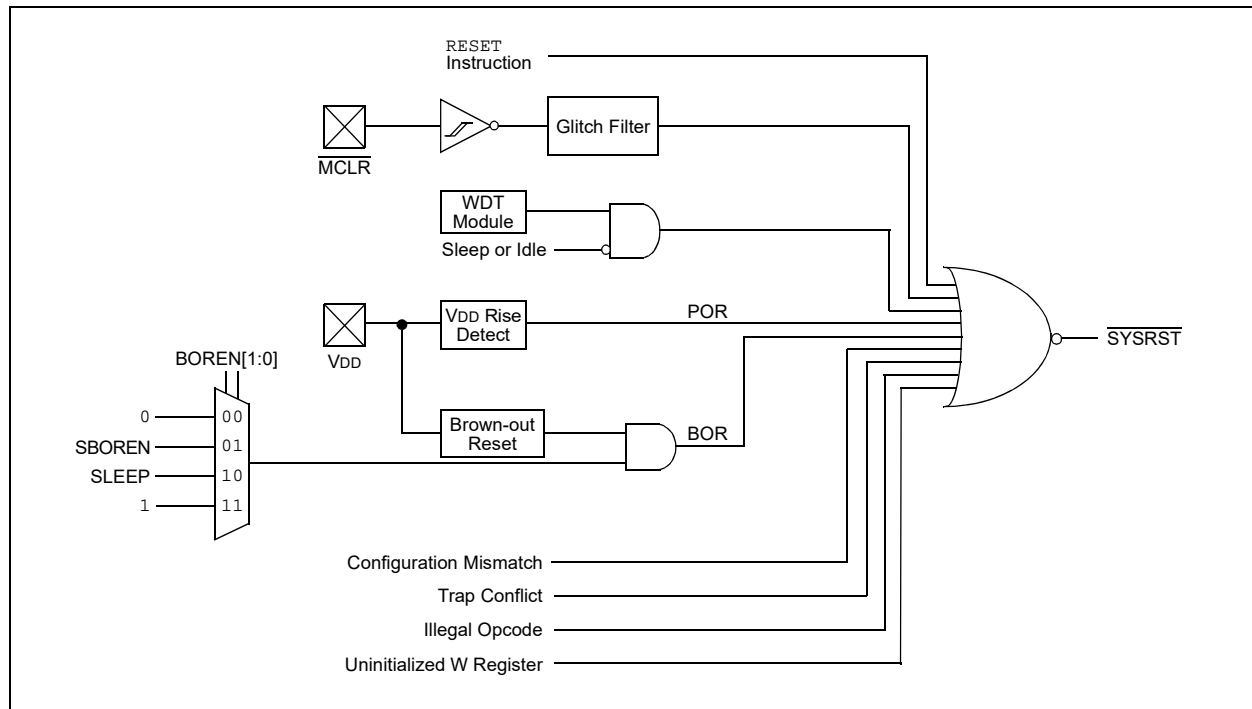 RESET
Instruction
Glitch Filter
MCLR
WDT
Module
Sleep or Idle
VDD Rise
Detect
POR
SYSRST
VDD
BOREN[1:0]
0
00
SBOREN
01
SLEEP
10
1
11
Brown-out
Reset
BOR
Configuration Mismatch
Trap Conflict
Illegal Opcode
Uninitialized W Register